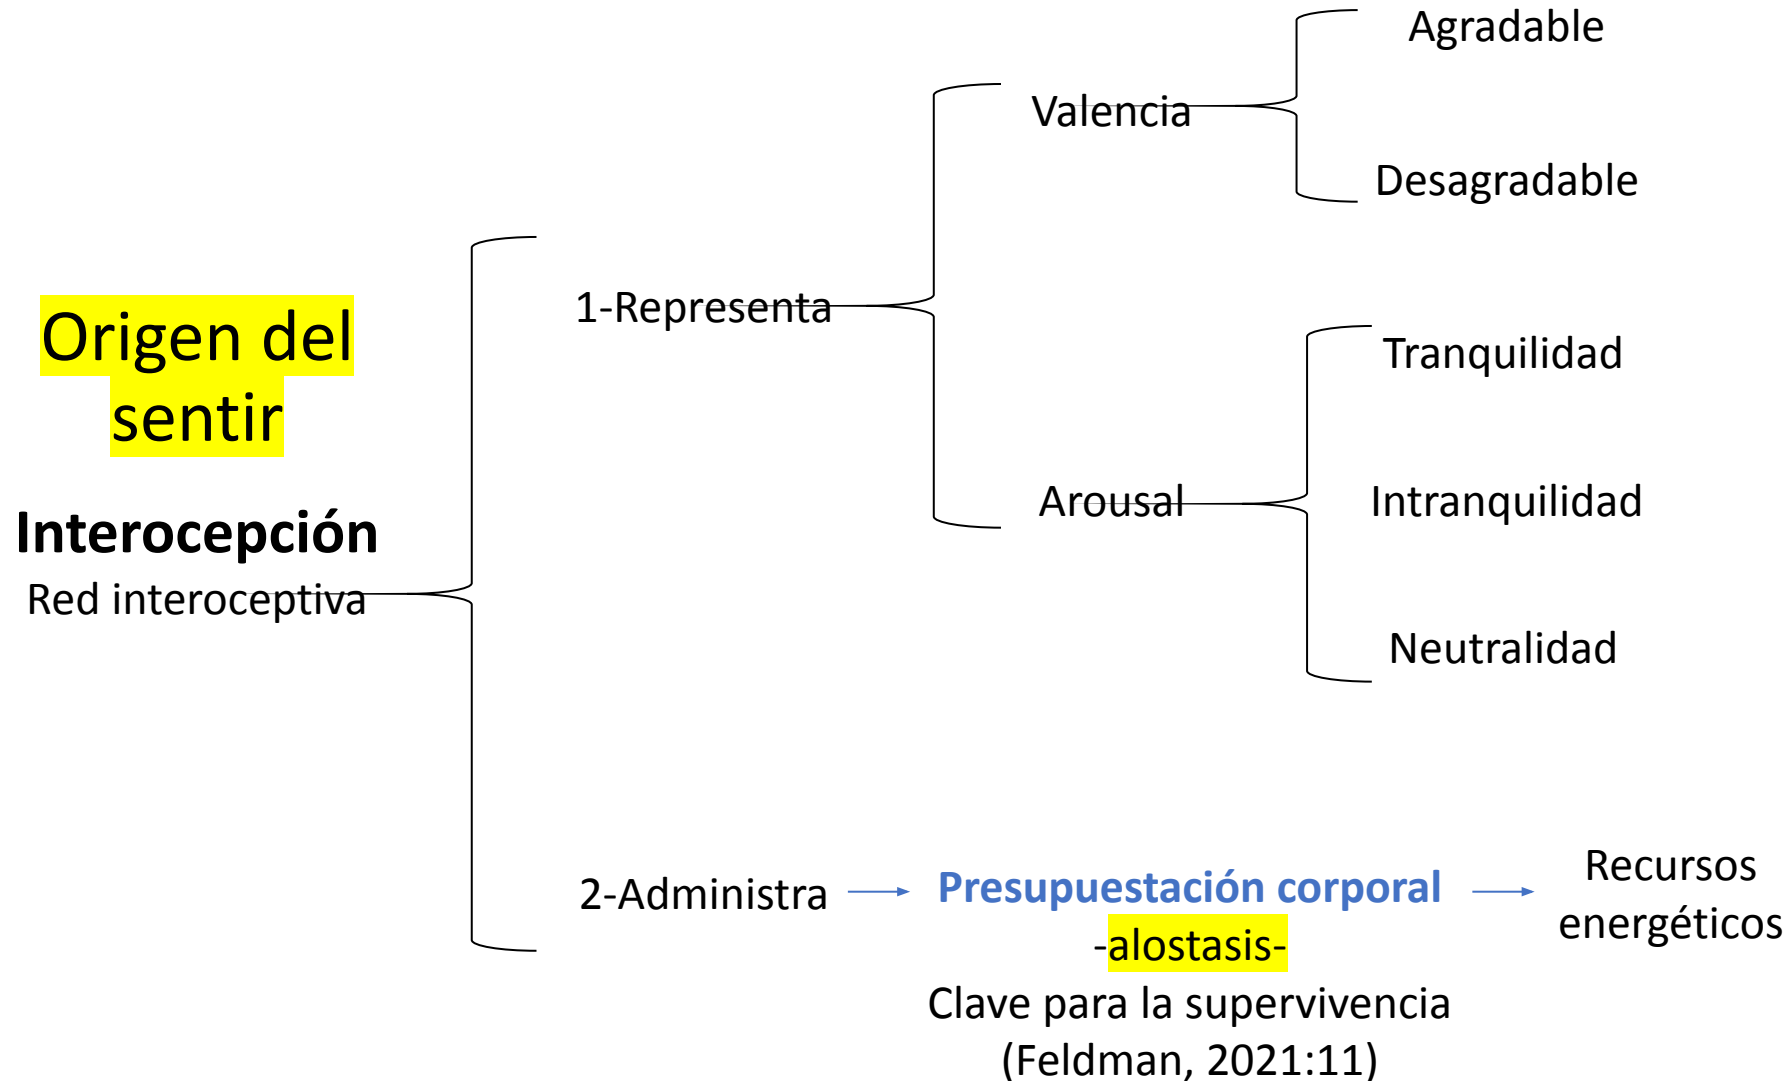 Origen del
sentir
Interocepción
Red interoceptiva
1-Representa
Valencia
Agradable
Desagradable
Arousal
Tranquilidad
Intranquilidad
Neutralidad
2-Administra
Presupuestación corporal
-alostasis-
Clave para la supervivencia
(Feldman, 2021:11)
Recursos
energéticos